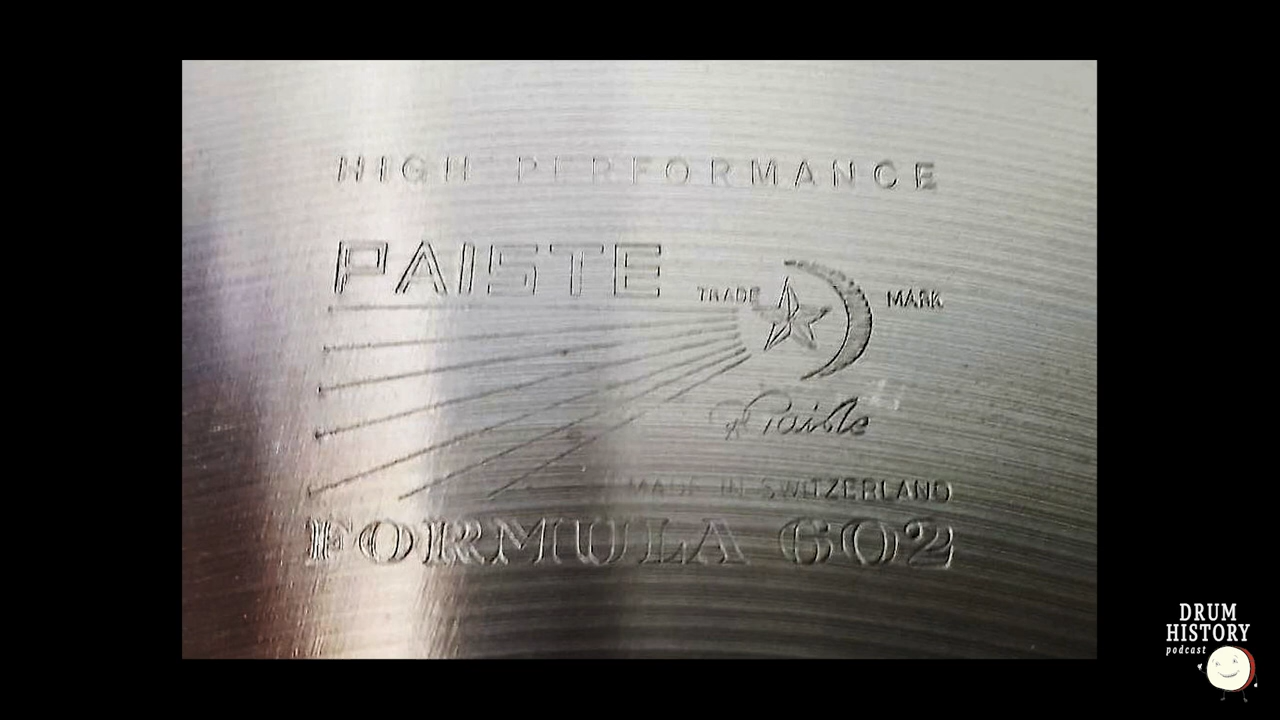 HIGH PERFORMANCE
PAISTE
TRADE MARK
Paiste
MADE IN SWITZERLAND
FORMULA 602
DRUM
HISTORY
podcast